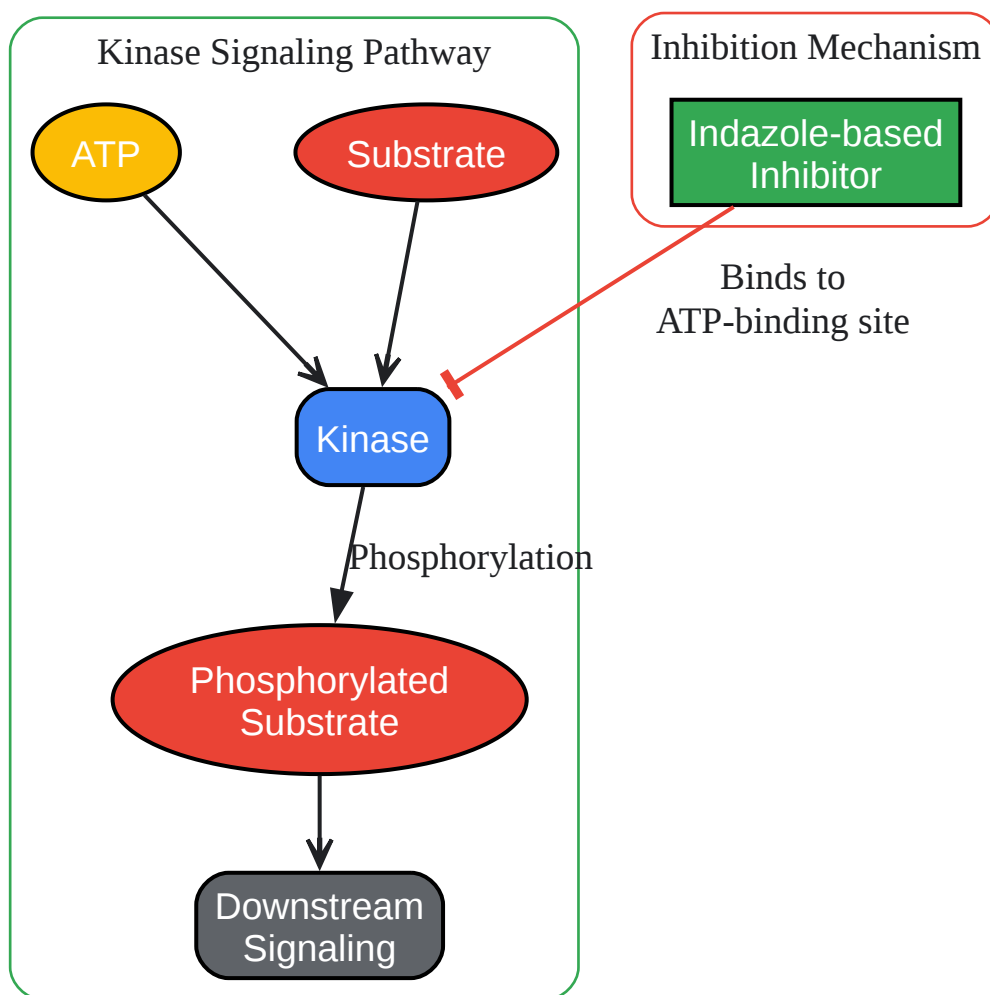 Kinase Signaling Pathway
Inhibition Mechanism
ATP
Substrate
Indazole-based
Inhibitor
Binds to
ATP-binding site
Kinase
Phosphorylation
Phosphorylated
Substrate
Downstream
Signaling